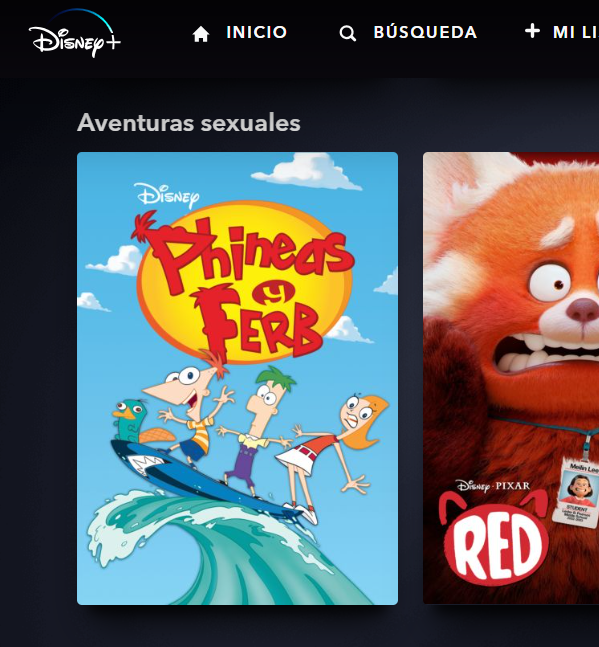 Disney+
INICIO
BÚSQUEDA
MI LI
Aventuras sexuales
Disney
Phineas
y
Ferb
Disney · PIXAR
RED
Meilin Lee
STUDENT